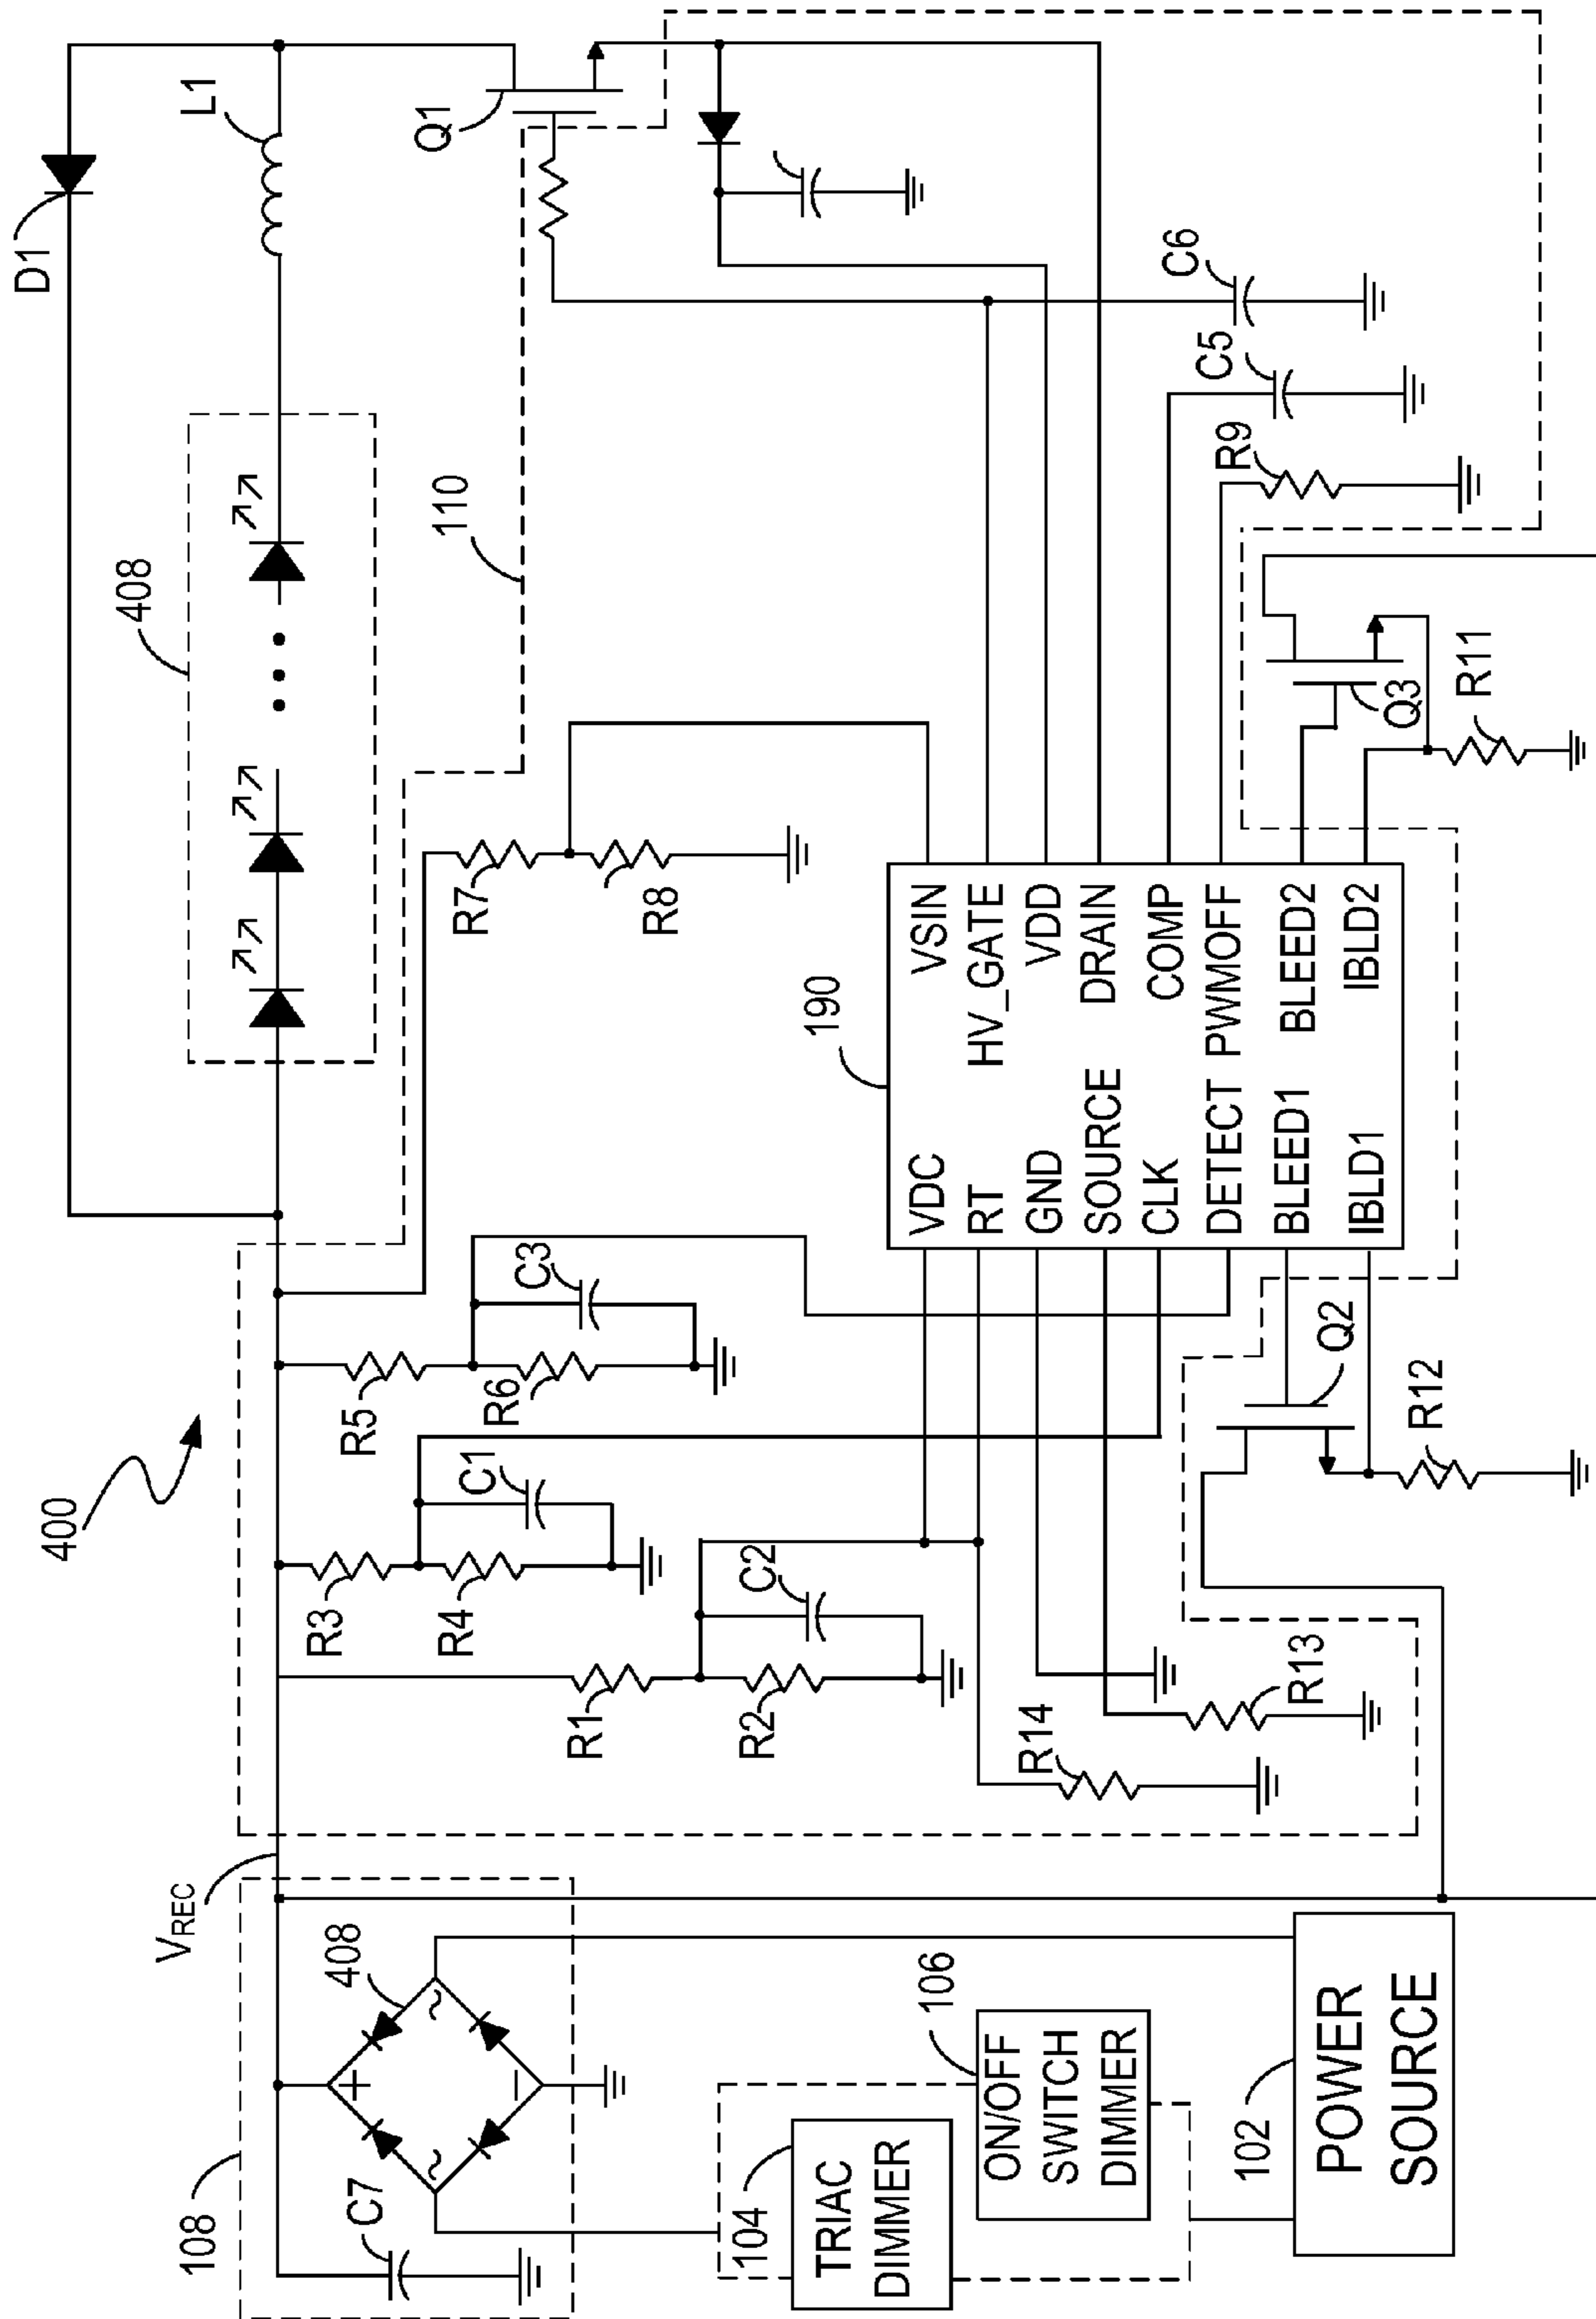 400
D1
L1
408
110
Q1
V_REC
108
C7
408
+
~
~
−
R3
R4
C1
R5
R6
C3
R7
R8
R1
R2
C2
R14
R13
190
VDC
RT
GND
SOURCE
CLK
DETECT
BLEED1
IBLD1
VSIN
HV_GATE
VDD
DRAIN
COMP
PWMOFF
BLEED2
IBLD2
C6
C5
R9
Q3
R11
Q2
R12
104
TRIAC
DIMMER
106
ON/OFF
SWITCH
DIMMER
102
POWER
SOURCE